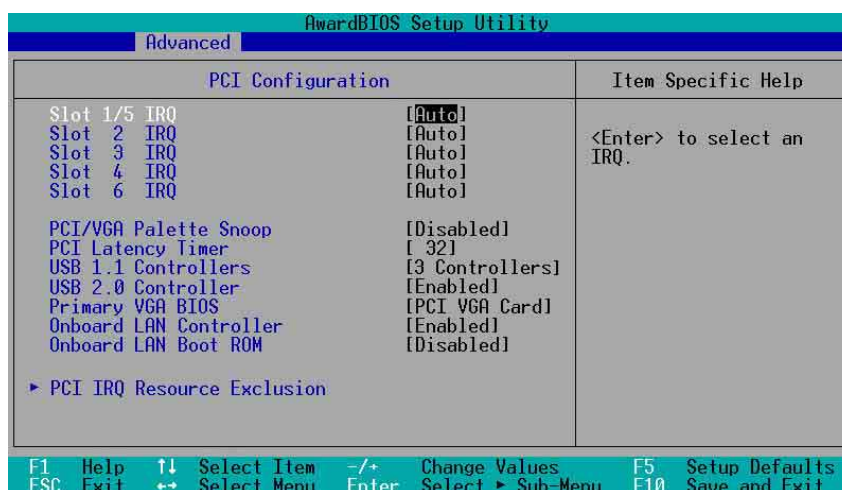 AwardBIOS Setup Utility
Advanced
PCI Configuration
Item Specific Help
Slot 1/5 IRQ [Auto]
Slot 2 IRQ [Auto]
Slot 3 IRQ [Auto]
Slot 4 IRQ [Auto]
Slot 6 IRQ [Auto]
PCI/VGA Palette Snoop [Disabled]
PCI Latency Timer [ 32]
USB 1.1 Controllers [3 Controllers]
USB 2.0 Controller [Enabled]
Primary VGA BIOS [PCI VGA Card]
Onboard LAN Controller [Enabled]
Onboard LAN Boot ROM [Disabled]
► PCI IRQ Resource Exclusion
<Enter> to select an
IRQ.
F1 Help ↑↓ Select Item -/+ Change Values F5 Setup Defaults
ESC Exit ↔ Select Menu Enter Select ► Sub-Menu F10 Save and Exit